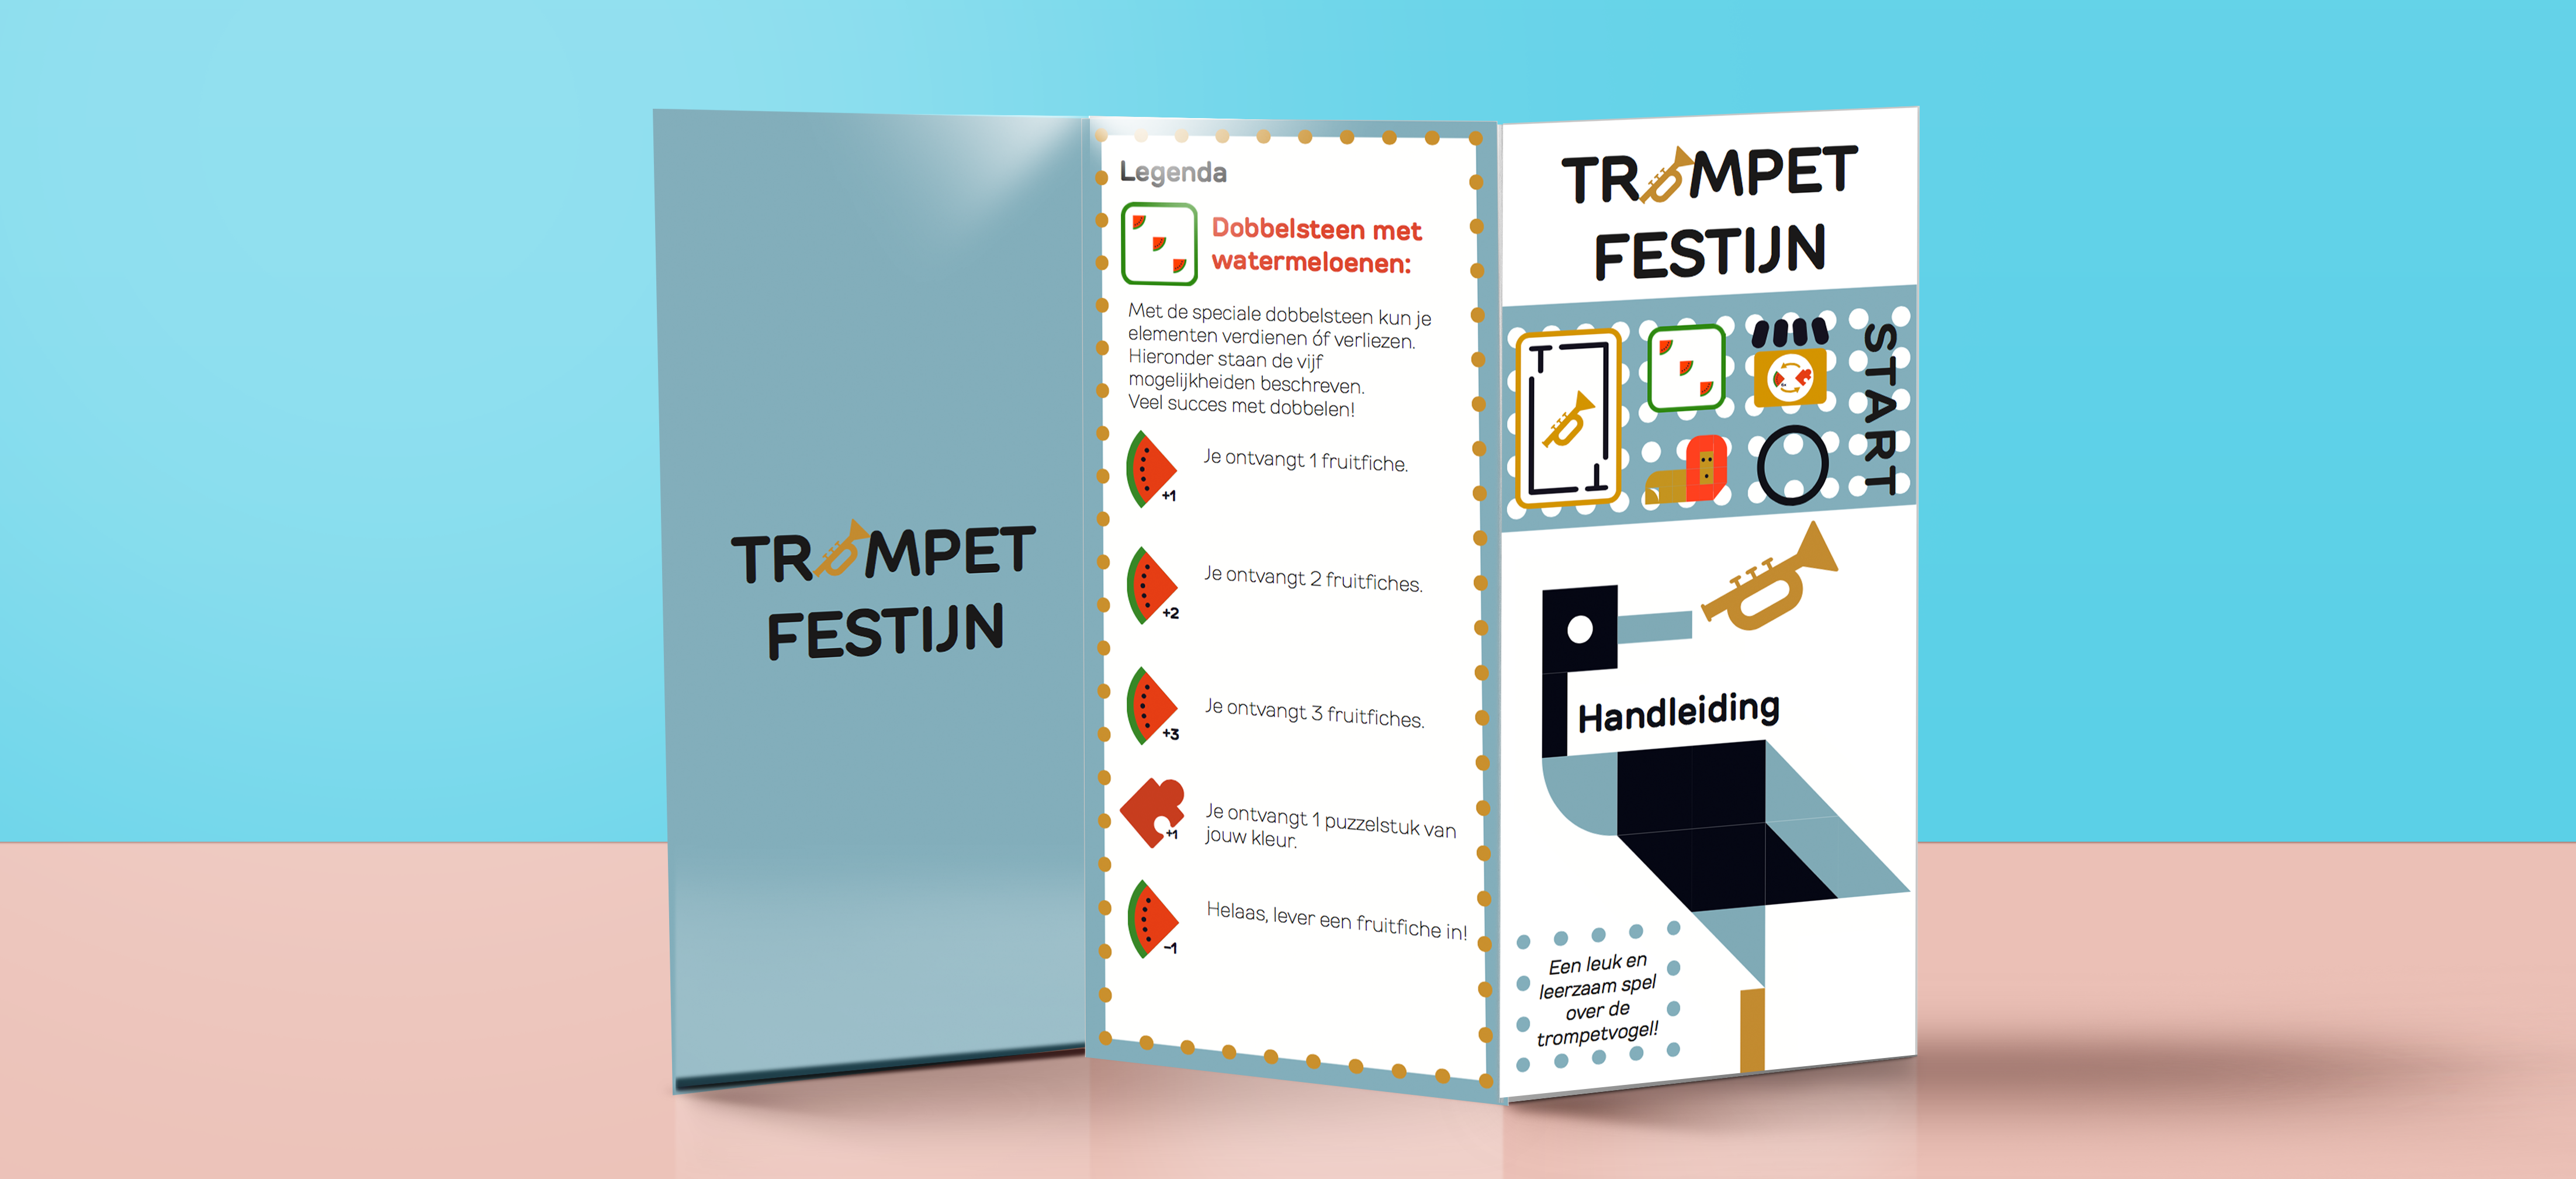 TROMPET
FESTIJN
Legenda
Dobbelsteen met
watermeloenen:
Met de speciale dobbelsteen kun je
elementen verdienen óf verliezen.
Hieronder staan de vijf
mogelijkheden beschreven.
Veel succes met dobbelen!
+1
Je ontvangt 1 fruitfiche.
+2
Je ontvangt 2 fruitfiches.
+3
Je ontvangt 3 fruitfiches.
+1
Je ontvangt 1 puzzelstuk van
jouw kleur.
-1
Helaas, lever een fruitfiche in!
TROMPET
FESTIJN
T
T
START
Handleiding
Een leuk en
leerzaam spel
over de
trompetvogel!